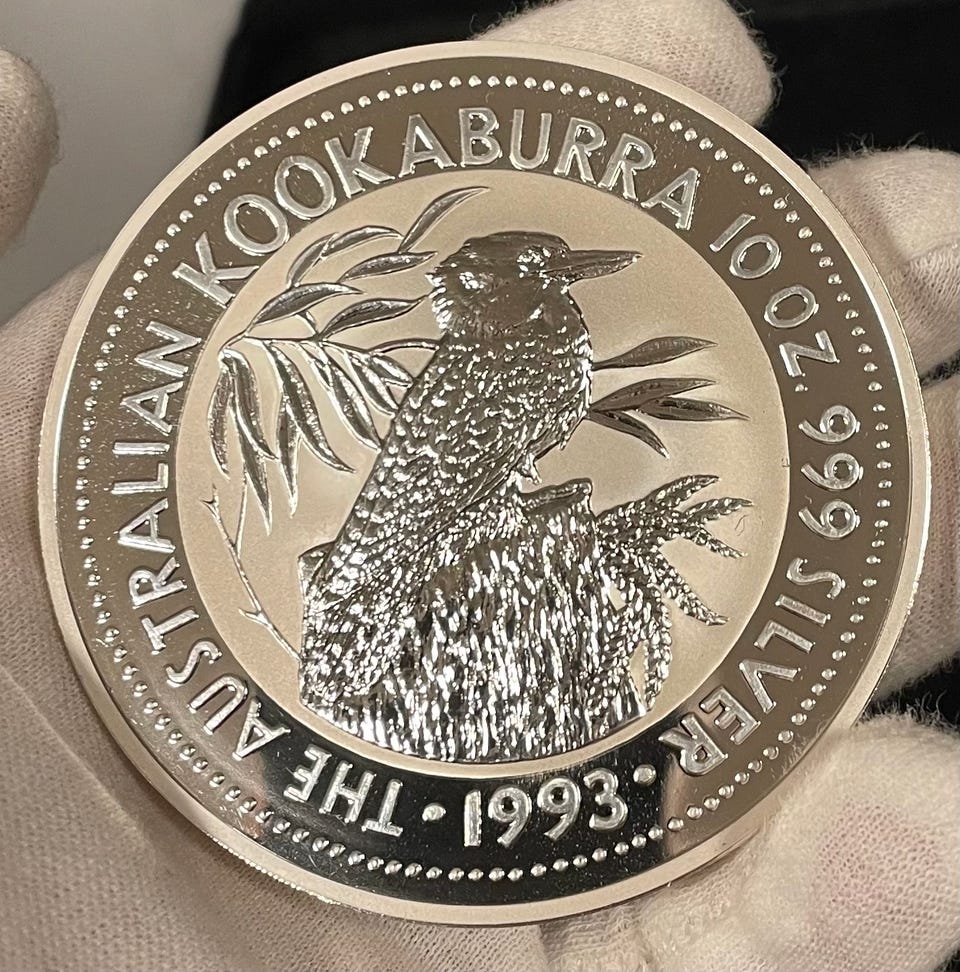 THE AUSTRALIAN KOOKABURRA 10 OZ. 999 SILVER
• 1993 •